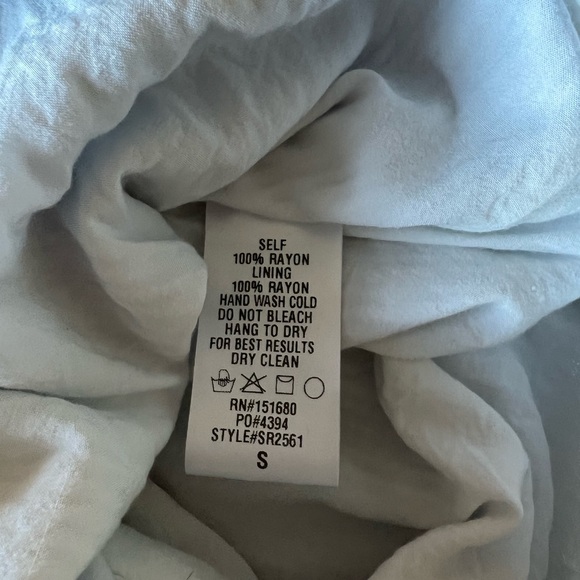 SELF
100% RAYON
LINING
100% RAYON
HAND WASH COLD
DO NOT BLEACH
HANG TO DRY
FOR BEST RESULTS
DRY CLEAN
RN#151680
PO#4394
STYLE#SR2561
S